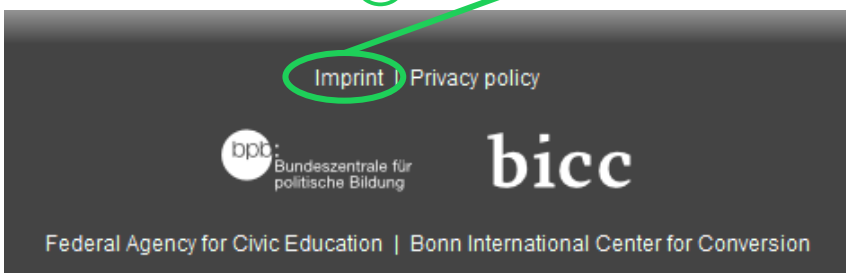 Imprint | Privacy policy
bpb:
Bundeszentrale für
politische Bildung
bicc
Federal Agency for Civic Education | Bonn International Center for Conversion